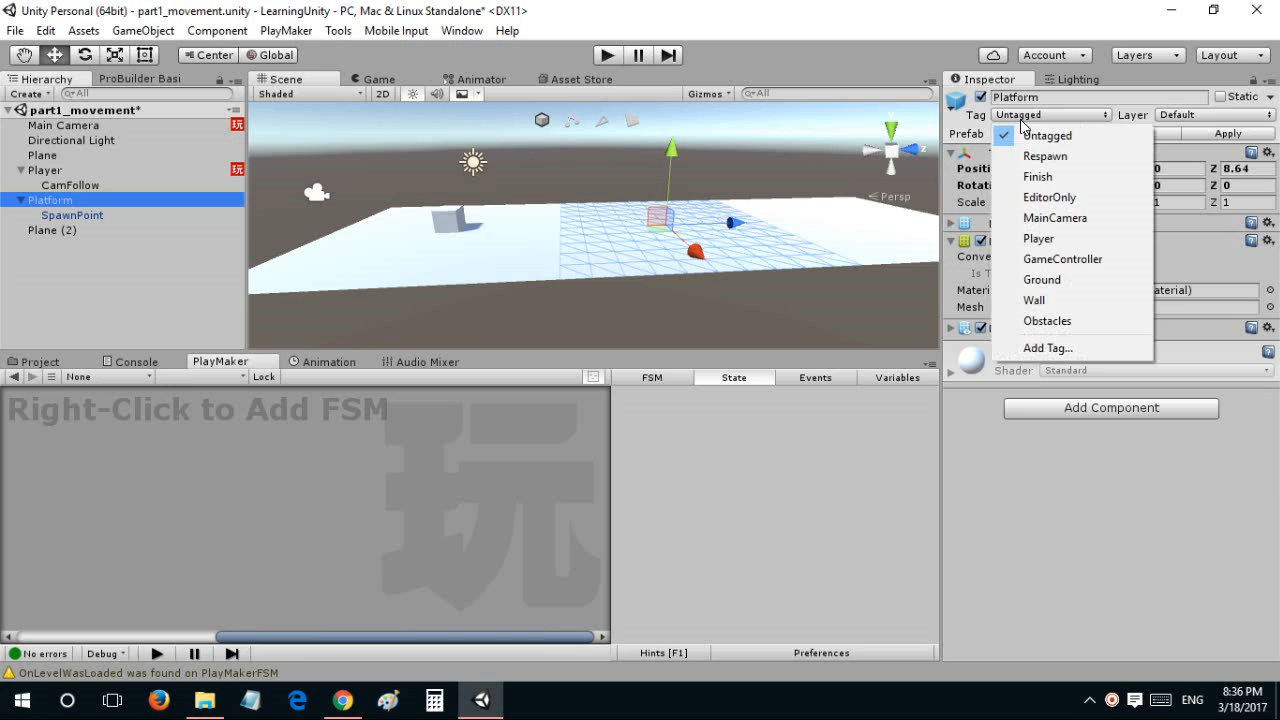 Unity Personal (64bit) - part1_movement.unity - LearningUnity - PC, Mac & Linux Standalone* <DX11>
File Edit Assets GameObject Component PlayMaker Tools Mobile Input Window Help
Center Global Account Layers Layout
Hierarchy ProBuilder Basi Scene Game Animator Asset Store Inspector Lighting
Create All Shaded 2D Gizmos All Platform Static
part1_movement* Tag Untagged Layer Default
Main Camera 玩
Directional Light
Plane
Player 玩
CamFollow
Platform
SpawnPoint
Plane (2)
Persp
Prefab Apply
Untagged
Respawn
Finish
EditorOnly
MainCamera
Player
GameController
Ground
Wall
Obstacles
Add Tag...
Positi 0 Z 8.64
Rotati 0 Z 0
Scale 1 Z 1
Conve
Is T
Materi aterial)
Mesh
Shader Standard
Add Component
Project Console PlayMaker Animation Audio Mixer
None Lock FSM State Events Variables
Right-Click to Add FSM
玩
No errors Debug Hints [F1] Preferences
OnLevelWasLoaded was found on PlayMakerFSM
ENG 8:36 PM
3/18/2017